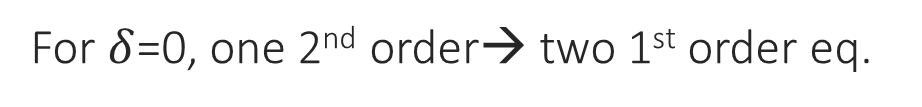 For δ=0, one 2ⁿᵈ order→ two 1ˢᵗ order eq.